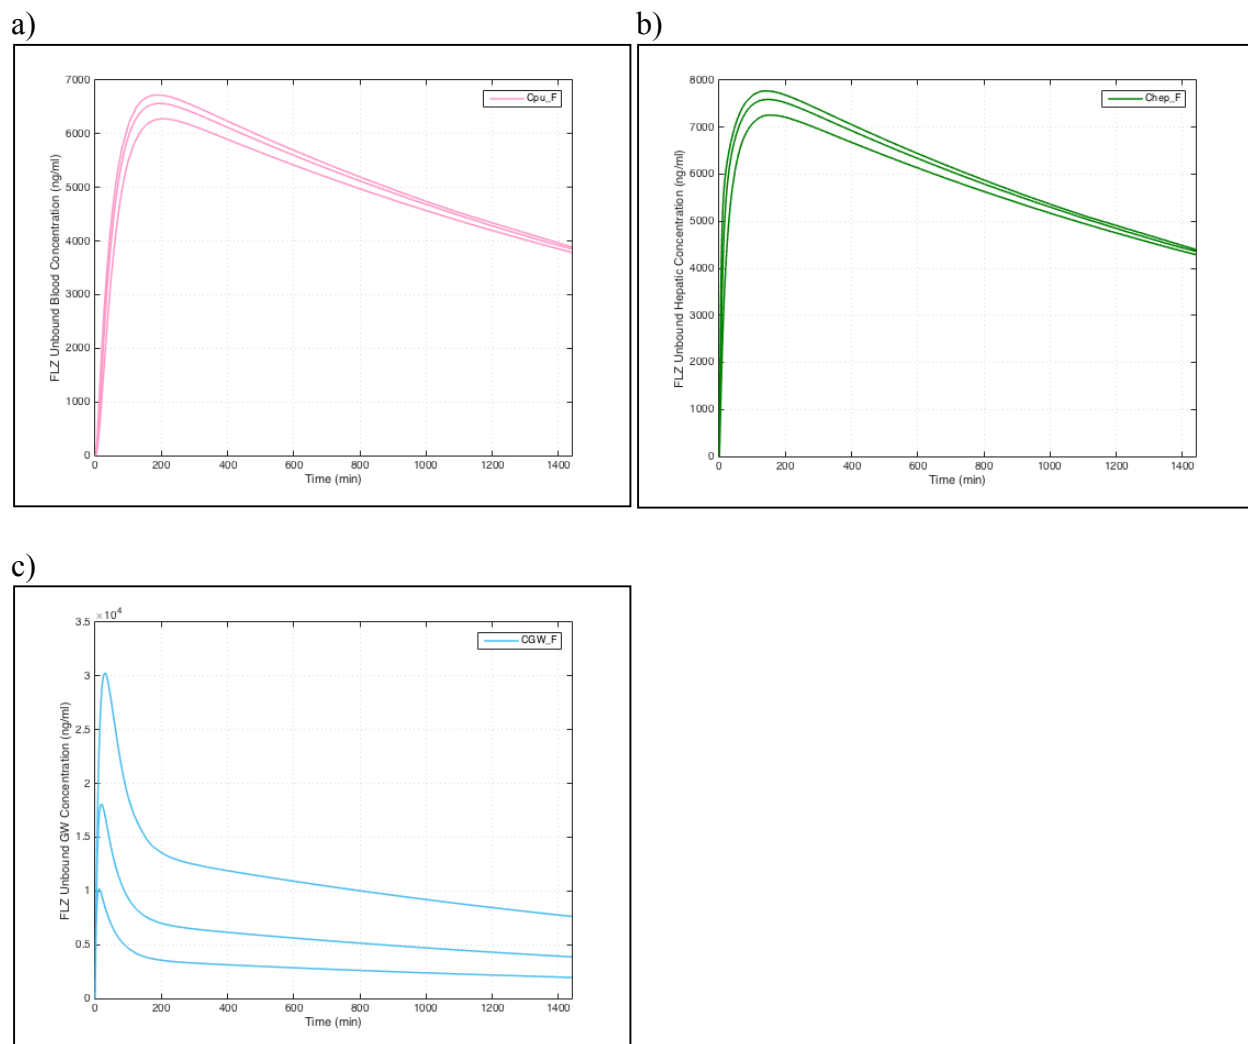 a)
7000
6000
5000
4000
3000
2000
1000
0
Cpu_F
FLZ Unbound Blood Concentration (ng/ml)
0 200 400 600 800 1000 1200 1400
Time (min)
b)
8000
7000
6000
5000
4000
3000
2000
1000
0
Chep_F
FLZ Unbound Hepatic Concentration (ng/ml)
0 200 400 600 800 1000 1200 1400
Time (min)
c)
×10⁴
3.5
3
2.5
2
1.5
1
0.5
0
CGW_F
FLZ Unbound GW Concentration (ng/ml)
0 200 400 600 800 1000 1200 1400
Time (min)